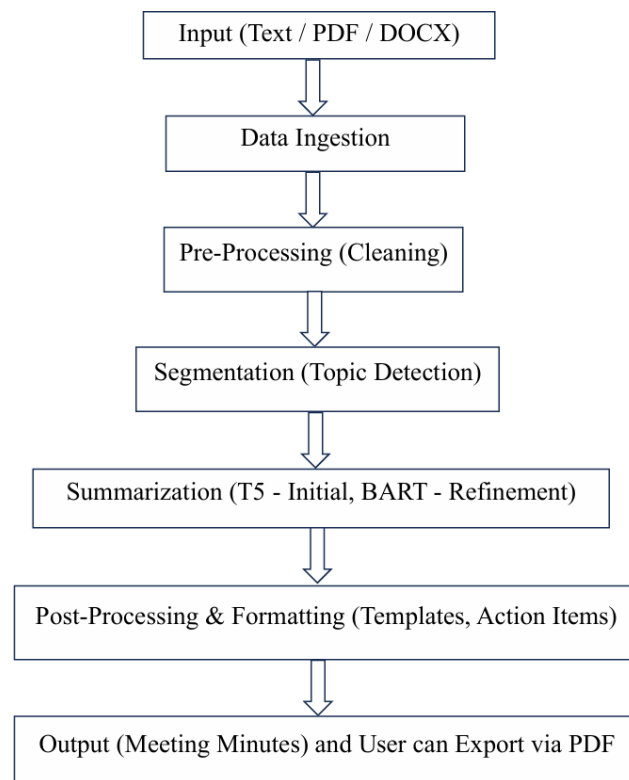 Input (Text / PDF / DOCX)
Data Ingestion
Pre-Processing (Cleaning)
Segmentation (Topic Detection)
Summarization (T5 - Initial, BART - Refinement)
Post-Processing & Formatting (Templates, Action Items)
Output (Meeting Minutes) and User can Export via PDF